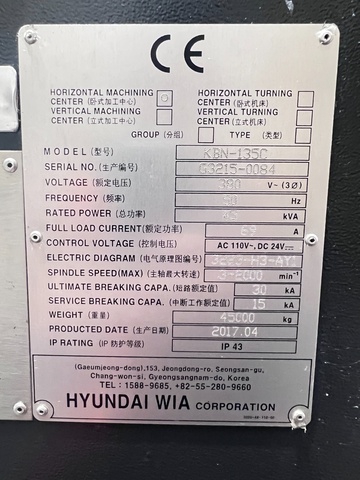 CE
HORIZONTAL MACHINING CENTER (卧式加工中心)
HORIZONTAL TURNING CENTER (卧式机床)
VERTICAL MACHINING CENTER (立式加工中心)
VERTICAL TURNING CENTER (立式机床)
GROUP (分组) TYPE (类型)
MODEL (型号) KBN-135C
SERIAL NO. (生产编号) G3215-0084
VOLTAGE (额定电压) 380 V~ (3Ø)
FREQUENCY (频率) Hz
RATED POWER (总功率) kVA
FULL LOAD CURRENT (额定功率) A
CONTROL VOLTAGE (控制电压) AC 110V~, DC 24V
ELECTRIC DIAGRAM (电气原理图编号)
SPINDLE SPEED(MAX) (主轴最大转速) 3-2000 min⁻¹
ULTIMATE BREAKING CAPA. (短路额定值) 30 kA
SERVICE BREAKING CAPA. (中断工作额定值) 15 kA
WEIGHT (重量) 45000 kg
PRODUCTED DATE (生产日期) 2017.04
IP RATING (IP 防护等级) IP 43
(Gaeumjeong-dong),153, Jeongdong-ro, Seongsan-gu,
Chang-won-si, Gyeongsangnam-do, Korea
TEL : 1588-9685, +82-55-280-9660
HYUNDAI WIA CORPORATION